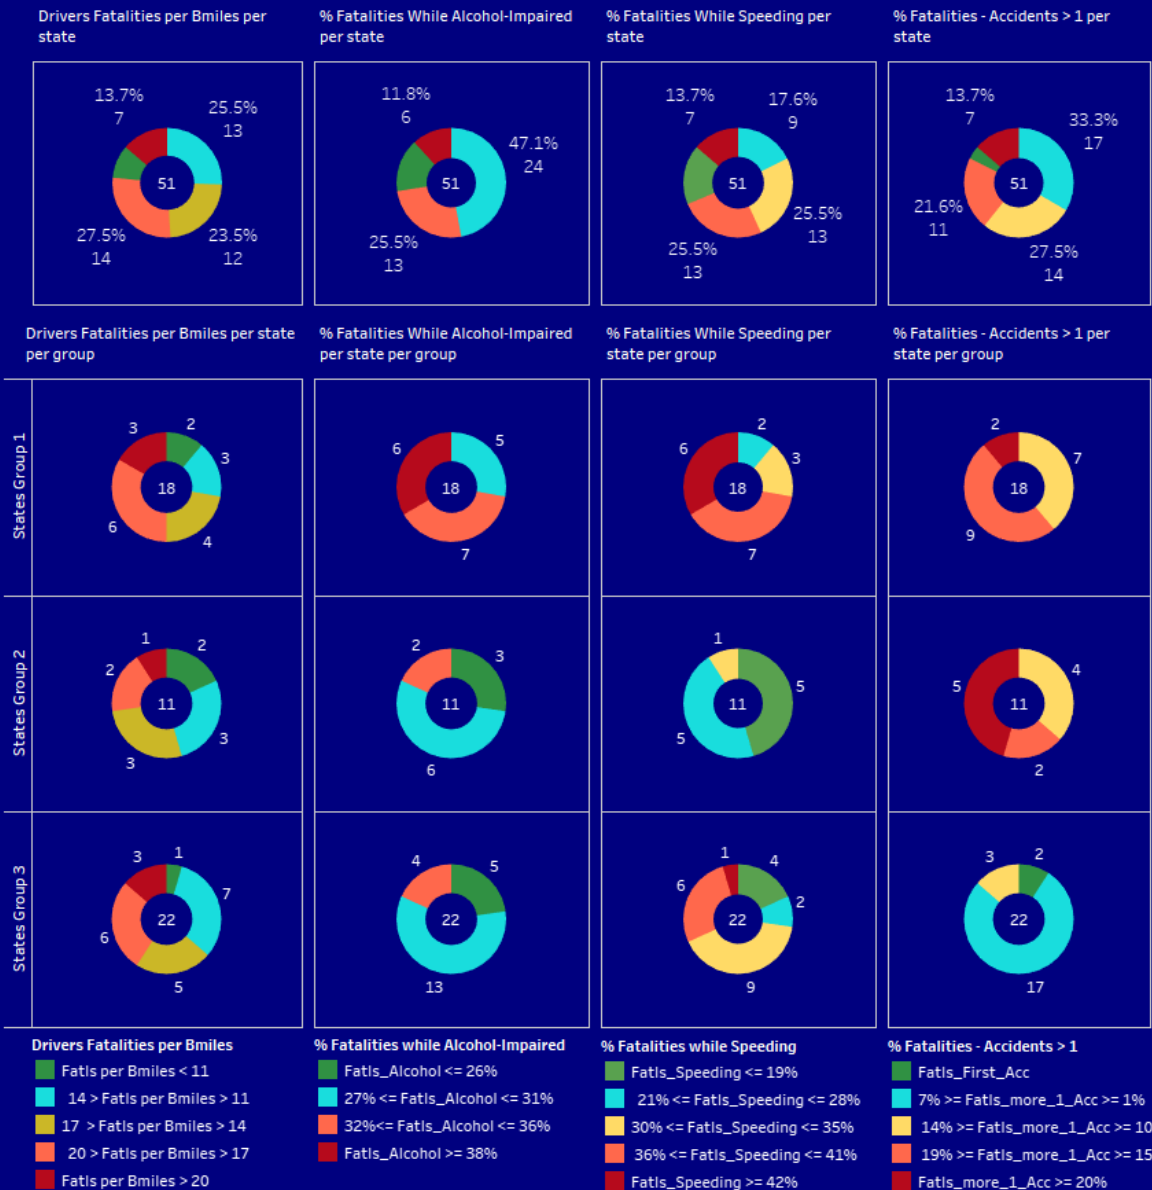 Drivers Fatalities per Bmiles per
state
% Fatalities While Alcohol-Impaired
per state
% Fatalities While Speeding per
state
% Fatalities - Accidents > 1 per
state
13.7%
7
25.5%
13
51
27.5%
14
23.5%
12
11.8%
6
47.1%
24
51
25.5%
13
13.7%
7
17.6%
9
51
25.5%
13
25.5%
13
13.7%
7
33.3%
17
51
21.6%
11
27.5%
14
Drivers Fatalities per Bmiles per state
per group
% Fatalities While Alcohol-Impaired
per state per group
% Fatalities While Speeding per
state per group
% Fatalities - Accidents > 1 per
state per group
States Group 1
3
2
3
18
6
4
6
5
18
7
6
2
3
18
7
2
7
18
9
States Group 2
1
2
2
11
3
3
2
3
11
6
1
5
11
5
5
4
11
2
States Group 3
3
1
7
22
6
5
4
5
22
13
1
4
6
2
22
9
3
2
22
17
Drivers Fatalities per Bmiles
Fatls per Bmiles < 11
14 > Fatls per Bmiles > 11
17 > Fatls per Bmiles > 14
20 > Fatls per Bmiles > 17
Fatls per Bmiles > 20
% Fatalities while Alcohol-Impaired
Fatls_Alcohol <= 26%
27% <= Fatls_Alcohol <= 31%
32%<= Fatls_Alcohol <= 36%
Fatls_Alcohol >= 38%
% Fatalities while Speeding
Fatls_Speeding <= 19%
21% <= Fatls_Speeding <= 28%
30% <= Fatls_Speeding <= 35%
36% <= Fatls_Speeding <= 41%
Fatls_Speeding >= 42%
% Fatalities - Accidents > 1
Fatls_First_Acc
7% >= Fatls_more_1_Acc >= 1%
14% >= Fatls_more_1_Acc >= 10
19% >= Fatls_more_1_Acc >= 15
Fatls_more_1_Acc >= 20%